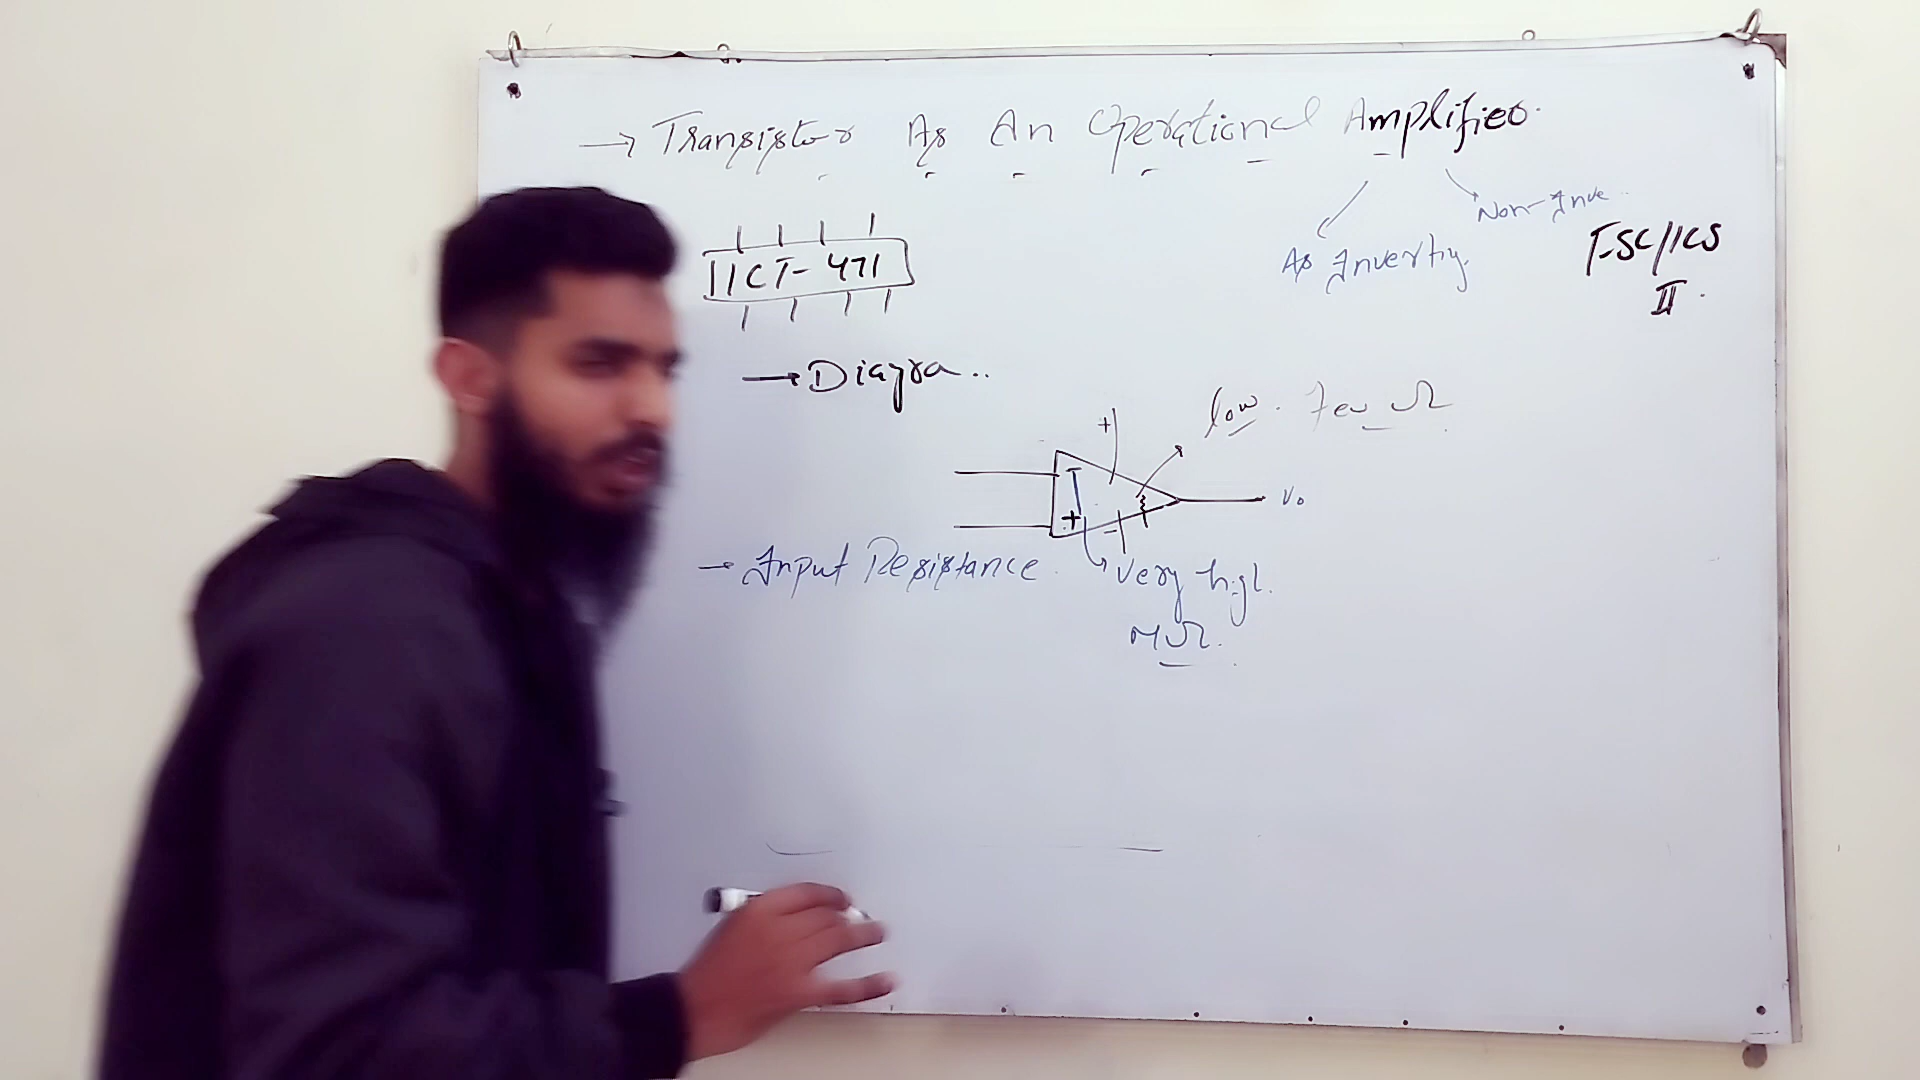 → Transistor As An Operational Amplifier.
Non-Inve..
As Inverting.
F-SC/ICS
II.
IICT-471
→ Diagra..
low. Few Ω
+
-
+
-
Vo
→ Input Resistance.
Very high.
MΩ.